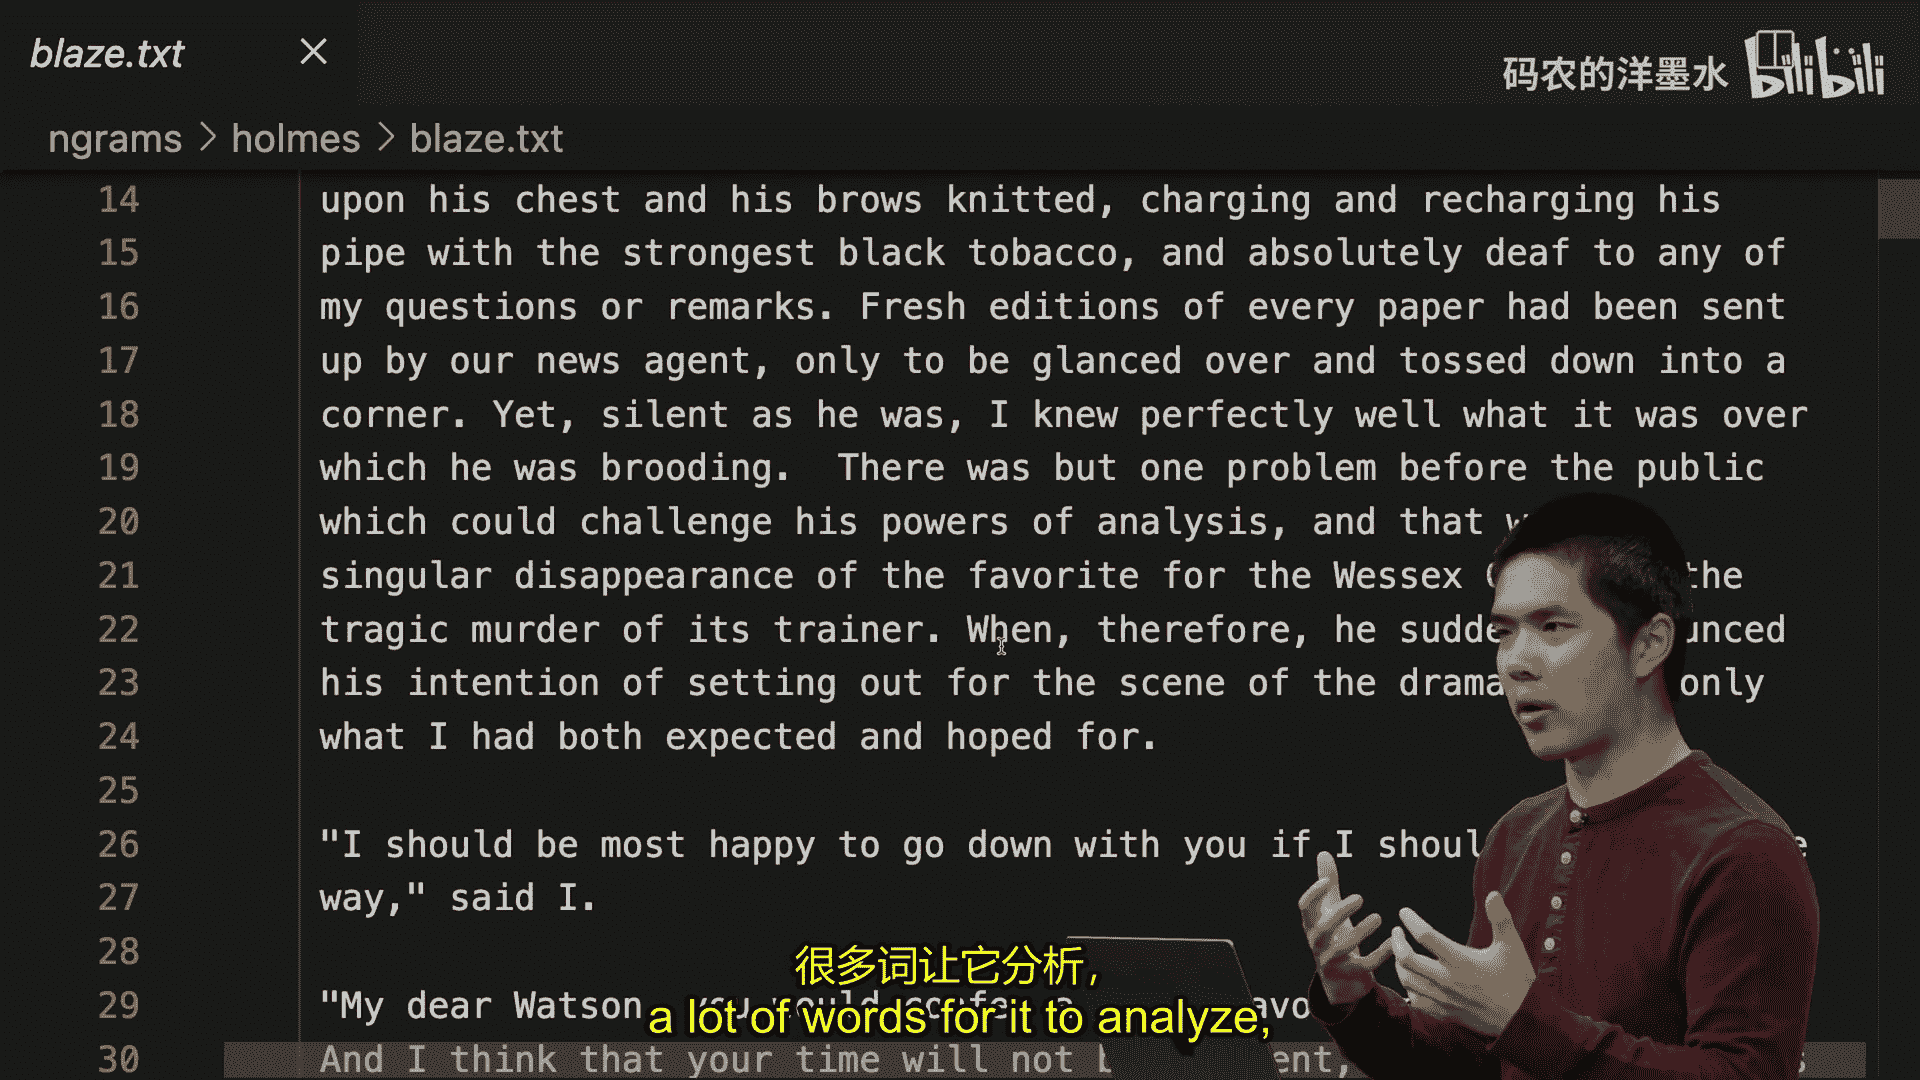 blaze.txt
码农的洋墨水 bilibili
ngrams > holmes > blaze.txt
14 upon his chest and his brows knitted, charging and recharging his
15 pipe with the strongest black tobacco, and absolutely deaf to any of
16 my questions or remarks. Fresh editions of every paper had been sent
17 up by our news agent, only to be glanced over and tossed down into a
18 corner. Yet, silent as he was, I knew perfectly well what it was over
19 which he was brooding.  There was but one problem before the public
20 which could challenge his powers of analysis, and that
21 singular disappearance of the favorite for the Wessex the
22 tragic murder of its trainer. When, therefore, he sudde unced
23 his intention of setting out for the scene of the drama only
24 what I had both expected and hoped for.
25
26 "I should be most happy to go down with you if I shoul
27 way," said I.
28
29 "My dear Watson
30 And I think that your time will not
很多词让它分析,
a lot of words for it to analyze,